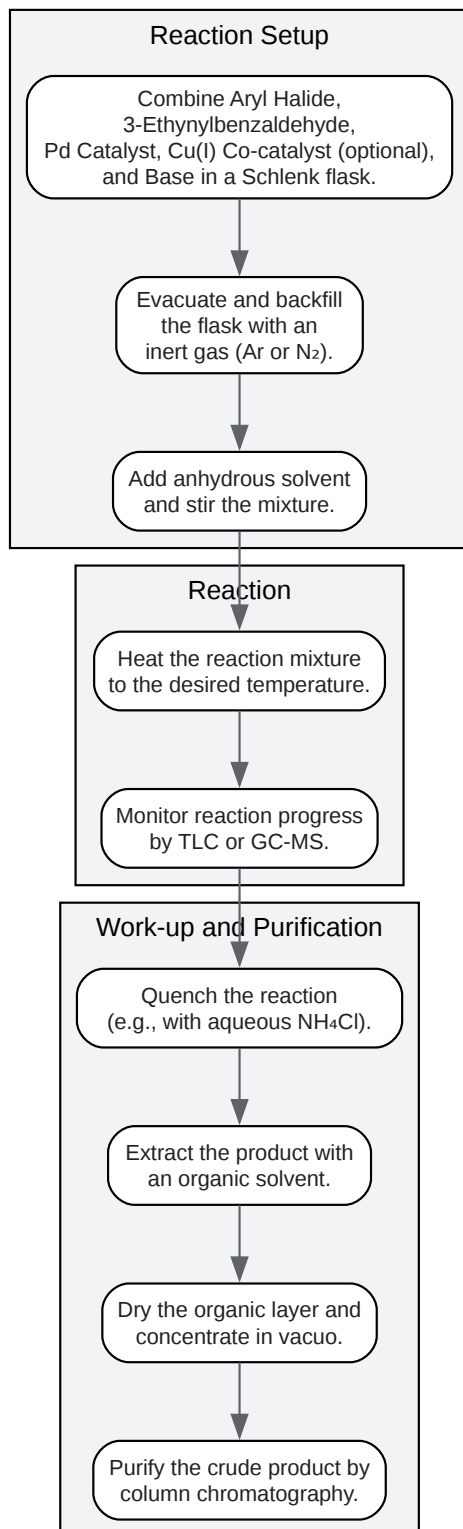 Reaction Setup
Combine Aryl Halide,
3-Ethynylbenzaldehyde,
Pd Catalyst, Cu(I) Co-catalyst (optional),
and Base in a Schlenk flask.
Evacuate and backfill
the flask with an
inert gas (Ar or N₂).
Add anhydrous solvent
and stir the mixture.
Reaction
Heat the reaction mixture
to the desired temperature.
Monitor reaction progress
by TLC or GC-MS.
Work-up and Purification
Quench the reaction
(e.g., with aqueous NH₄Cl).
Extract the product with
an organic solvent.
Dry the organic layer and
concentrate in vacuo.
Purify the crude product by
column chromatography.